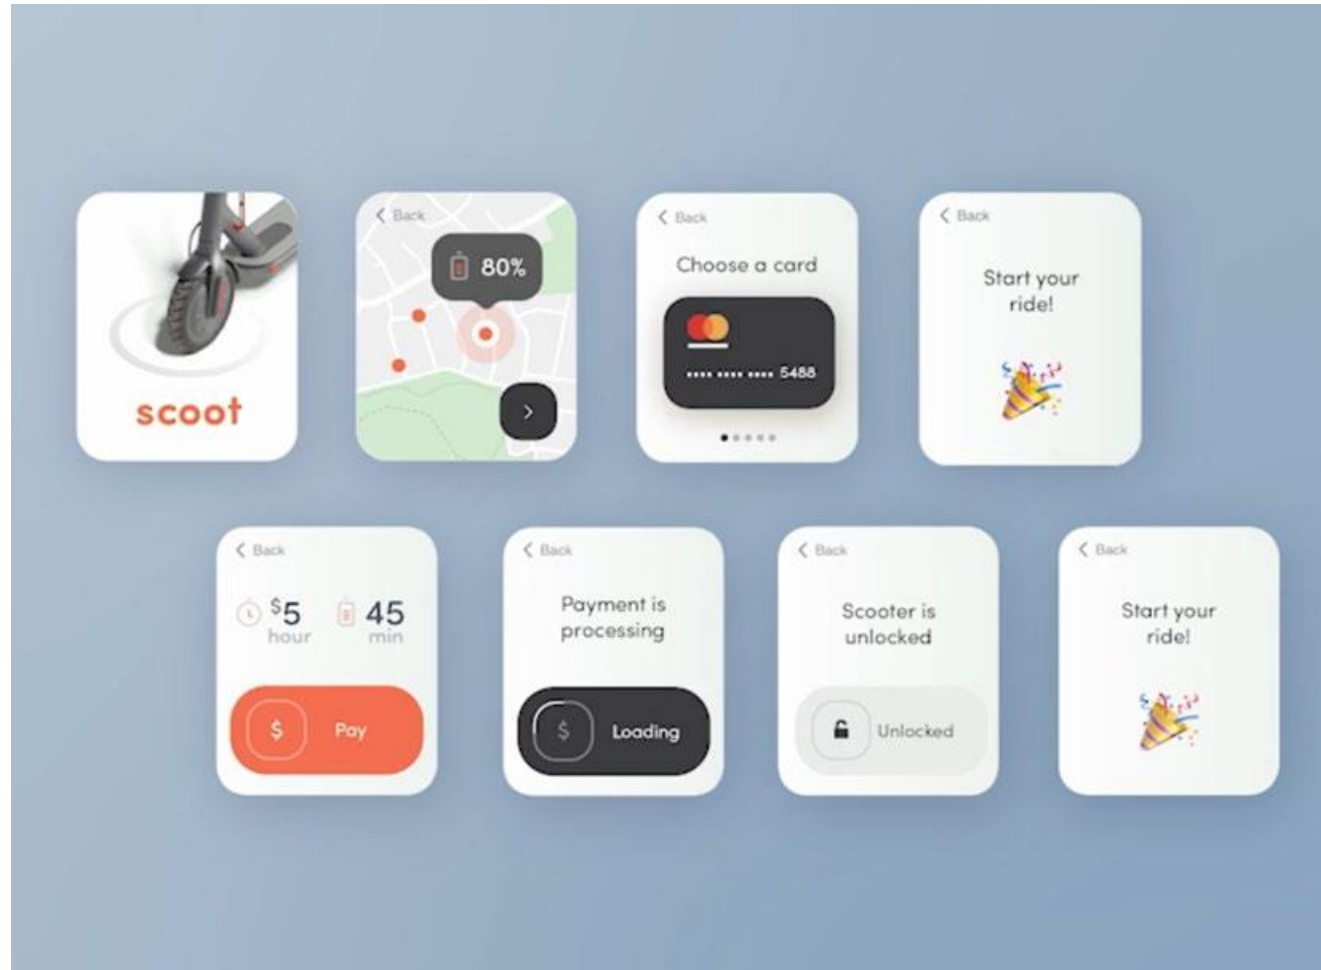 scoot
Back
80%
Back
Choose a card
•••• •••• •••• 5488
Back
Start your
ride!
Back
$5
hour
45
min
$ Pay
Back
Payment is
processing
$ Loading
Back
Scooter is
unlocked
Unlocked
Back
Start your
ride!